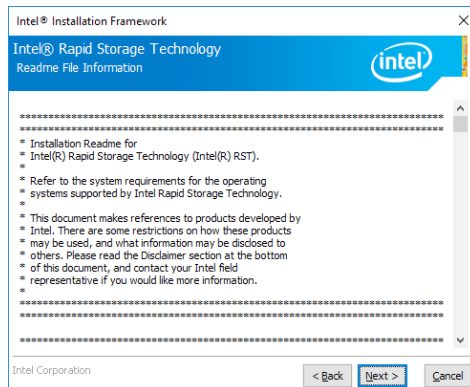 Intel® Installation Framework
Intel® Rapid Storage Technology
Readme File Information
intel
*******************************************************************************
*******************************************************************************
* Installation Readme for
* Intel(R) Rapid Storage Technology (Intel(R) RST).
*
* Refer to the system requirements for the operating
* systems supported by Intel Rapid Storage Technology.
*
* This document makes references to products developed by
* Intel. There are some restrictions on how these products
* may be used, and what information may be disclosed to
* others. Please read the Disclaimer section at the bottom
* of this document, and contact your Intel field
* representative if you would like more information.
*
*******************************************************************************
*******************************************************************************
*******************************************************************************
Intel Corporation
< Back
Next >
Cancel